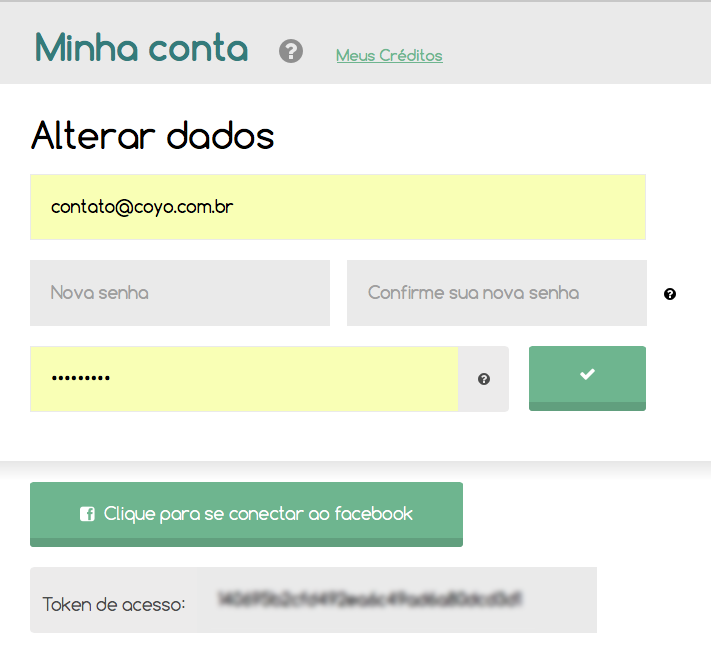 Minha conta ? Meus Créditos
Alterar dados
contato@coyo.com.br
Nova senha Confirme sua nova senha ?
••••••••• ?
Clique para se conectar ao facebook
Token de acesso: